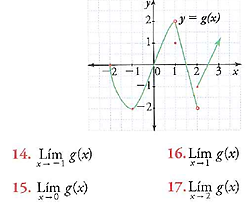 y
2
y = g(x)
1
-2 -1 0 1 2 3 x
-1
-2
14. Lím g(x)
x→-1
16. Lím g(x)
x→1
15. Lím g(x)
x→0
17. Lím g(x)
x→2